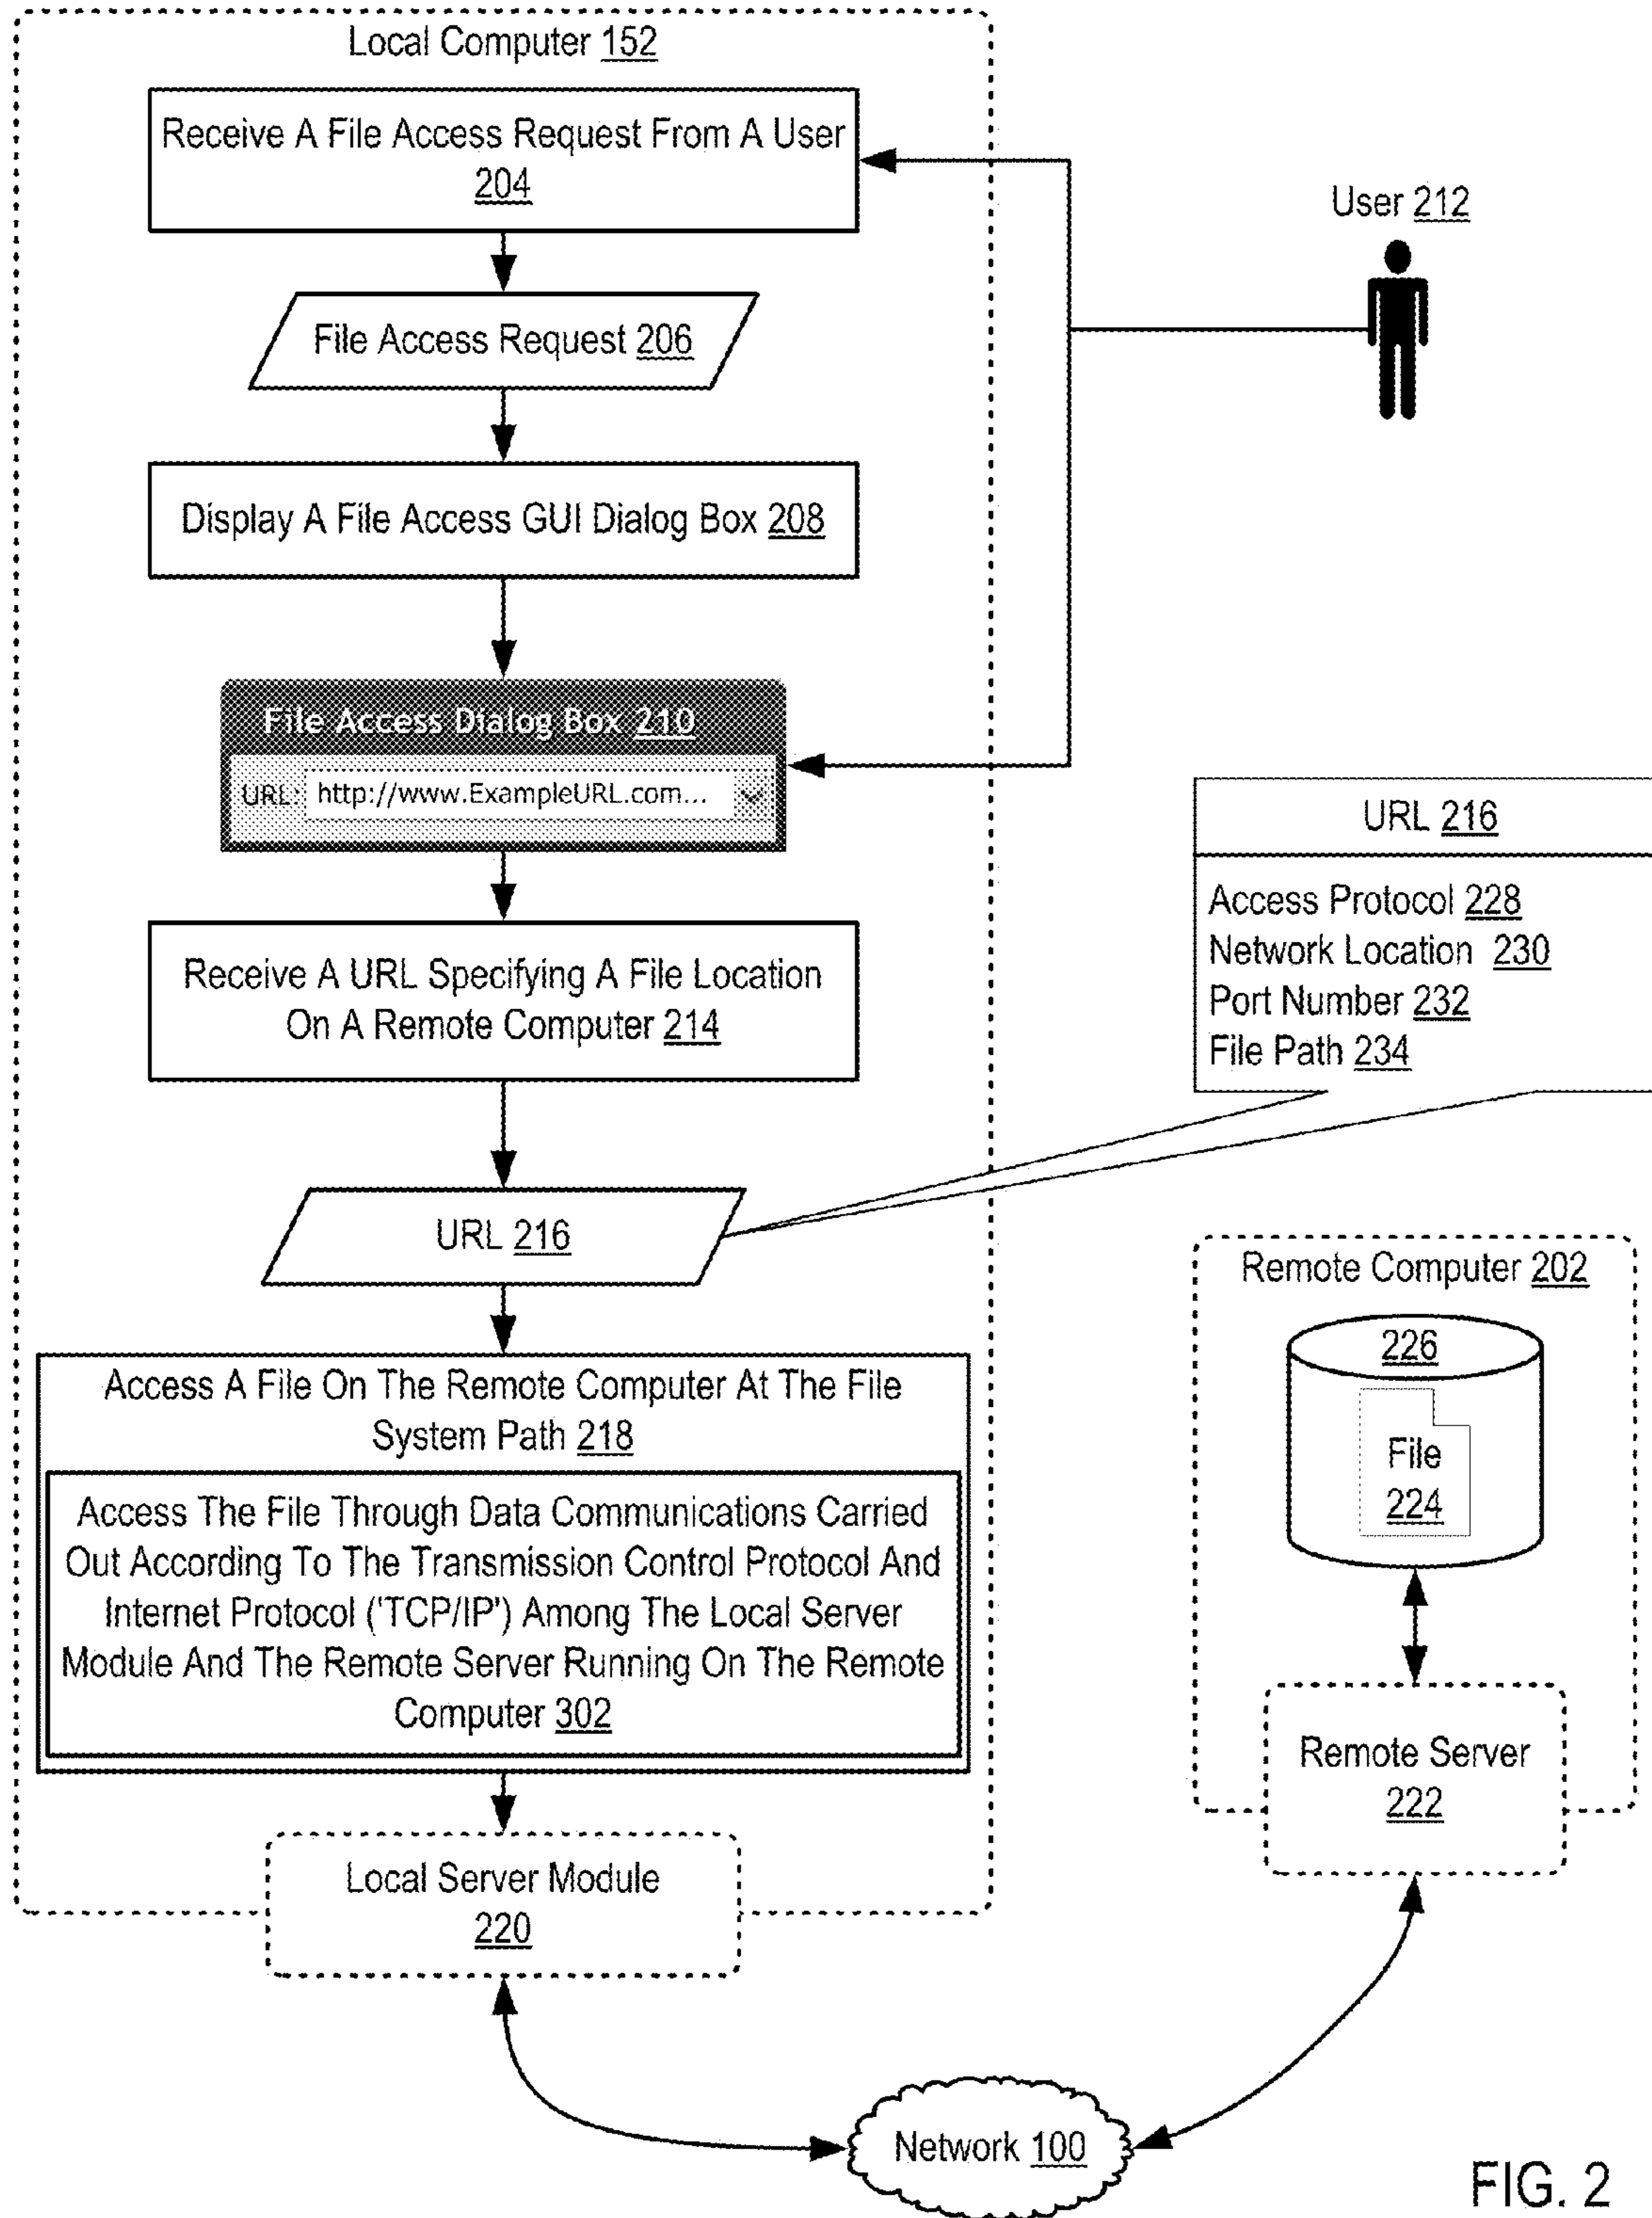 Local Computer 152
Receive A File Access Request From A User
204
User 212
File Access Request 206
Display A File Access GUI Dialog Box 208
File Access Dialog Box 210
URL: http://www.ExampleURL.com...
URL 216
Access Protocol 228
Network Location 230
Port Number 232
File Path 234
Receive A URL Specifying A File Location
On A Remote Computer 214
URL 216
Remote Computer 202
226
File
224
Access A File On The Remote Computer At The File
System Path 218
Access The File Through Data Communications Carried
Out According To The Transmission Control Protocol And
Internet Protocol ('TCP/IP') Among The Local Server
Module And The Remote Server Running On The Remote
Computer 302
Remote Server
222
Local Server Module
220
Network 100
FIG. 2